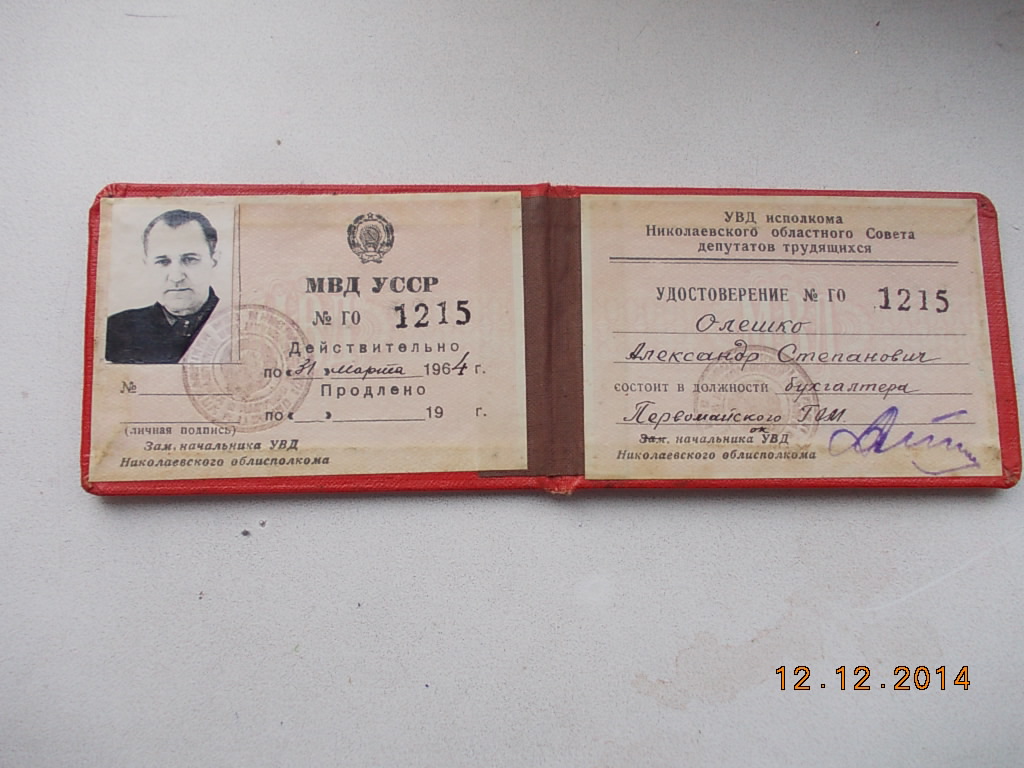 МВД УССР
№ ГО 1215
Действительно
по «31» марта 1964 г.
Продлено
№
по « » 19 г.
(личная подпись)
Зам. начальника УВД
Николаевского облисполкома
УВД исполкома
Николаевского областного Совета
депутатов трудящихся
УДОСТОВЕРЕНИЕ № ГО 1215
Олешко
Александр Степанович
состоит в должности бухгалтера
Первомайского ГОМ
Зам. начальника УВД
Николаевского облисполкома
12.12.2014